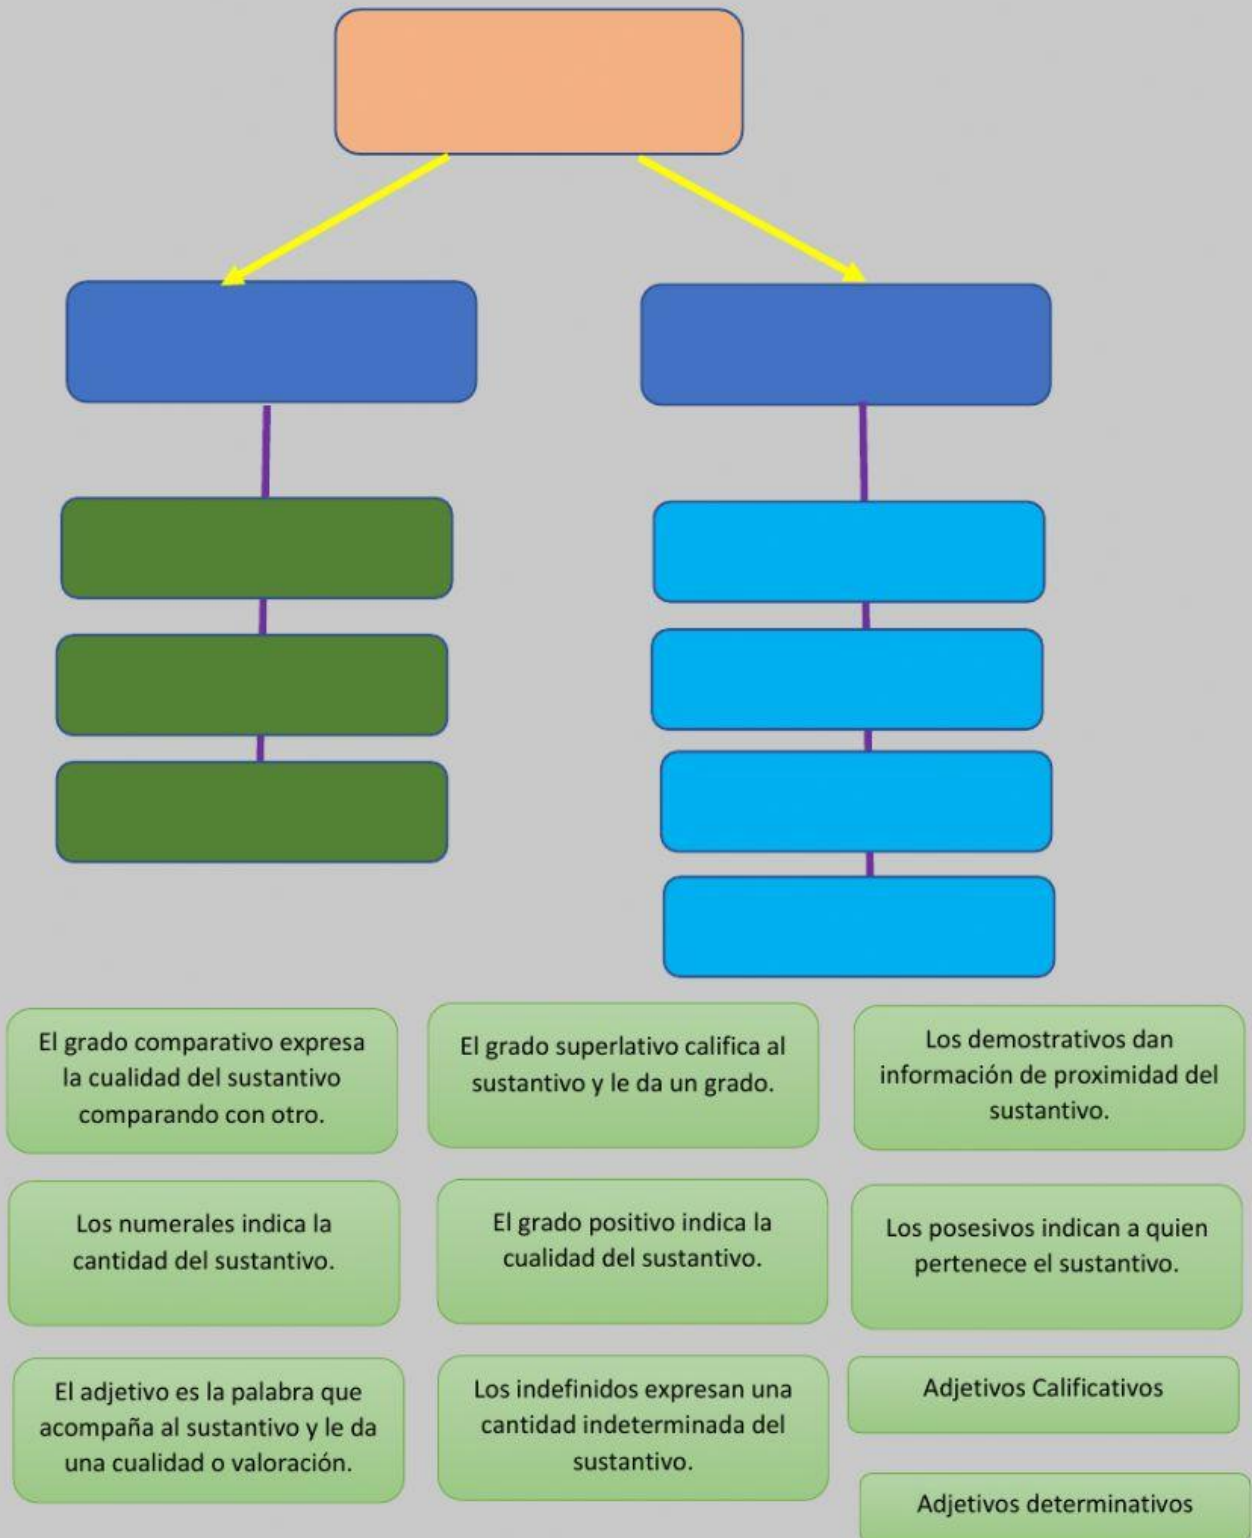 El grado comparativo expresa
la cualidad del sustantivo
comparando con otro.
El grado superlativo califica al
sustantivo y le da un grado.
Los demostrativos dan
información de proximidad del
sustantivo.
Los numerales indica la
cantidad del sustantivo.
El grado positivo indica la
cualidad del sustantivo.
Los posesivos indican a quien
pertenece el sustantivo.
El adjetivo es la palabra que
acompaña al sustantivo y le da
una cualidad o valoración.
Los indefinidos expresan una
cantidad indeterminada del
sustantivo.
Adjetivos Calificativos
Adjetivos determinativos